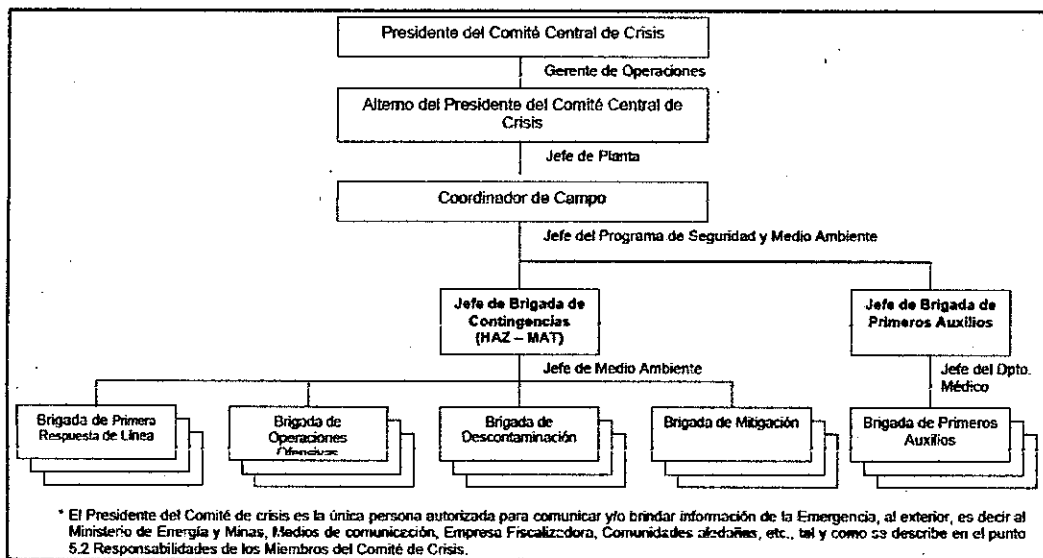 Presidente del Comité Central de Crisis
Gerente de Operaciones
Alterno del Presidente del Comité Central de
Crisis
Jefe de Planta
Coordinador de Campo
Jefe del Programa de Seguridad y Medio Ambiente
Jefe de Brigada de
Contingencias
(HAZ – MAT)
Jefe de Brigada de
Primeros Auxilios
Jefe de Medio Ambiente
Jefe del Dpto.
Médico
Brigada de Primera
Respuesta de Línea
Brigada de
Operaciones
Ofensivas
Brigada de
Descontaminación
Brigada de Mitigación
Brigada de Primeros
Auxilios
* El Presidente del Comité de crisis es la única persona autorizada para comunicar y/o brindar información de la Emergencia, al exterior, es decir al
Ministerio de Energía y Minas, Medios de comunicación, Empresa Fiscalizadora, Comunidades aledañas, etc., tal y como se describe en el punto
5.2 Responsabilidades de los Miembros del Comité de Crisis.